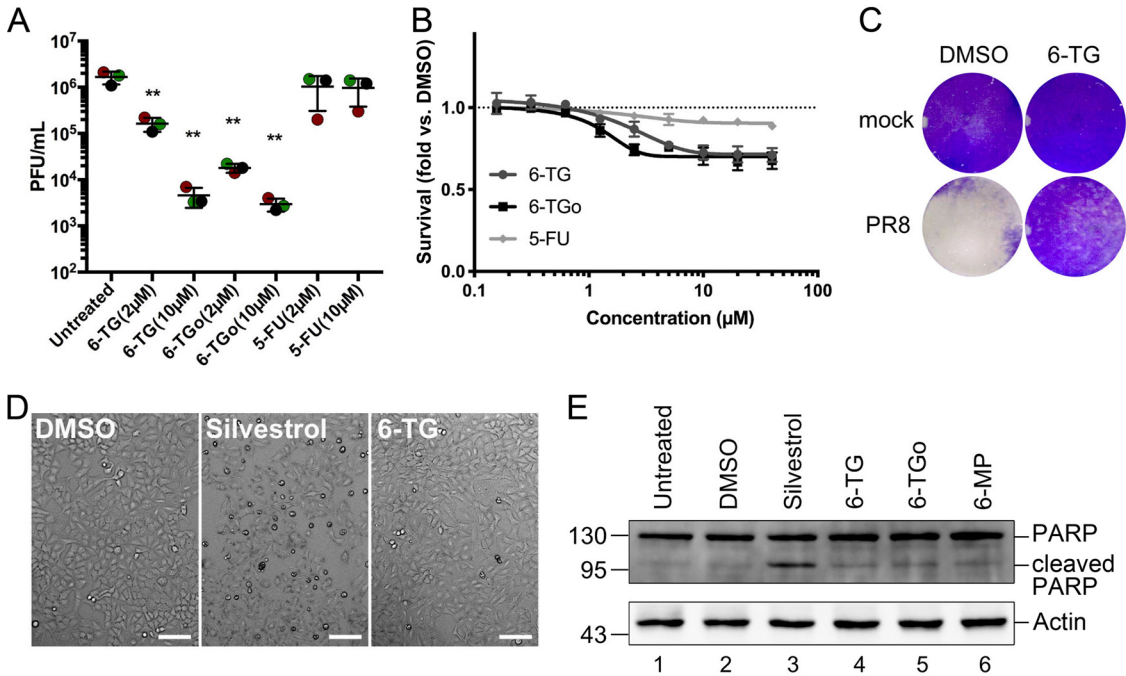 A
PFU/mL
10^7
10^6
10^5
10^4
10^3
10^2
**
**
**
**
Untreated
6-TG(2µM)
6-TG(10µM)
6-TGo(2µM)
6-TGo(10µM)
5-FU(2µM)
5-FU(10µM)
B
Survival (fold vs. DMSO)
1.0
0.5
0.0
6-TG
6-TGo
5-FU
0.1
1
10
100
Concentration (µM)
C
DMSO
6-TG
mock
PR8
D
DMSO
Silvestrol
6-TG
E
Untreated
DMSO
Silvestrol
6-TG
6-TGo
6-MP
130
95
PARP
cleaved
PARP
43
Actin
1
2
3
4
5
6